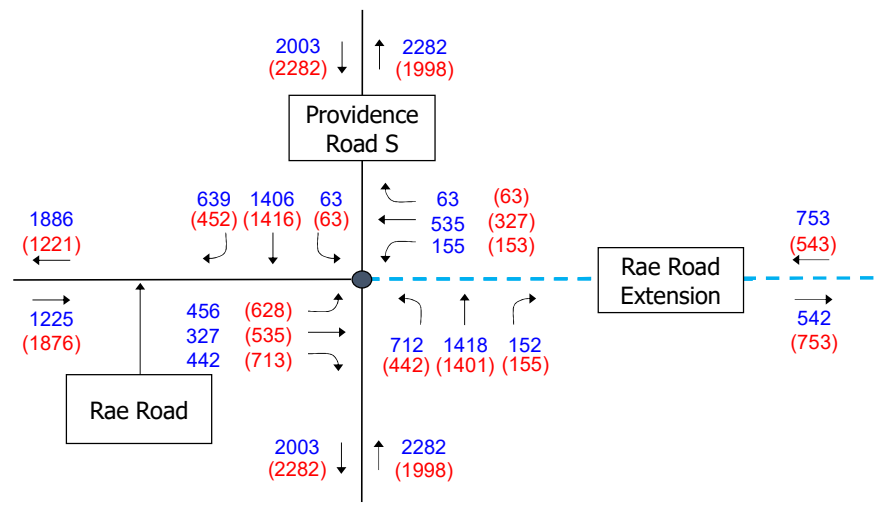 2003 2282
(2282) (1998)
Providence
Road S
639 1406 63
(452) (1416) (63)
63 (63)
535 (327)
155 (153)
1886
(1221)
753
(543)
Rae Road
Extension
1225
(1876)
456 (628)
327 (535)
442 (713)
712 1418 152
(442) (1401) (155)
542
(753)
Rae Road
2003 2282
(2282) (1998)